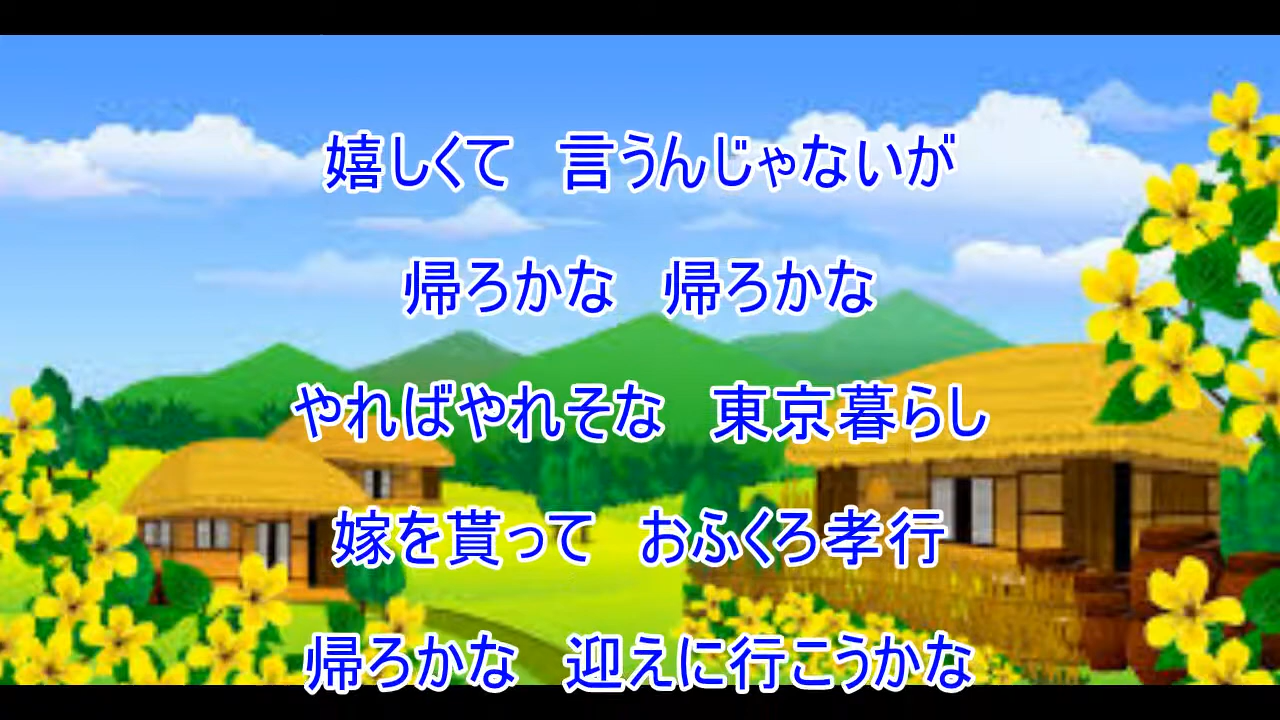 嬉しくて　言うんじゃないが
帰ろかな　帰ろかな
やればやれそな　東京暮らし
嫁を貰って　おふくろ孝行
帰ろかな　迎えに行こうかな